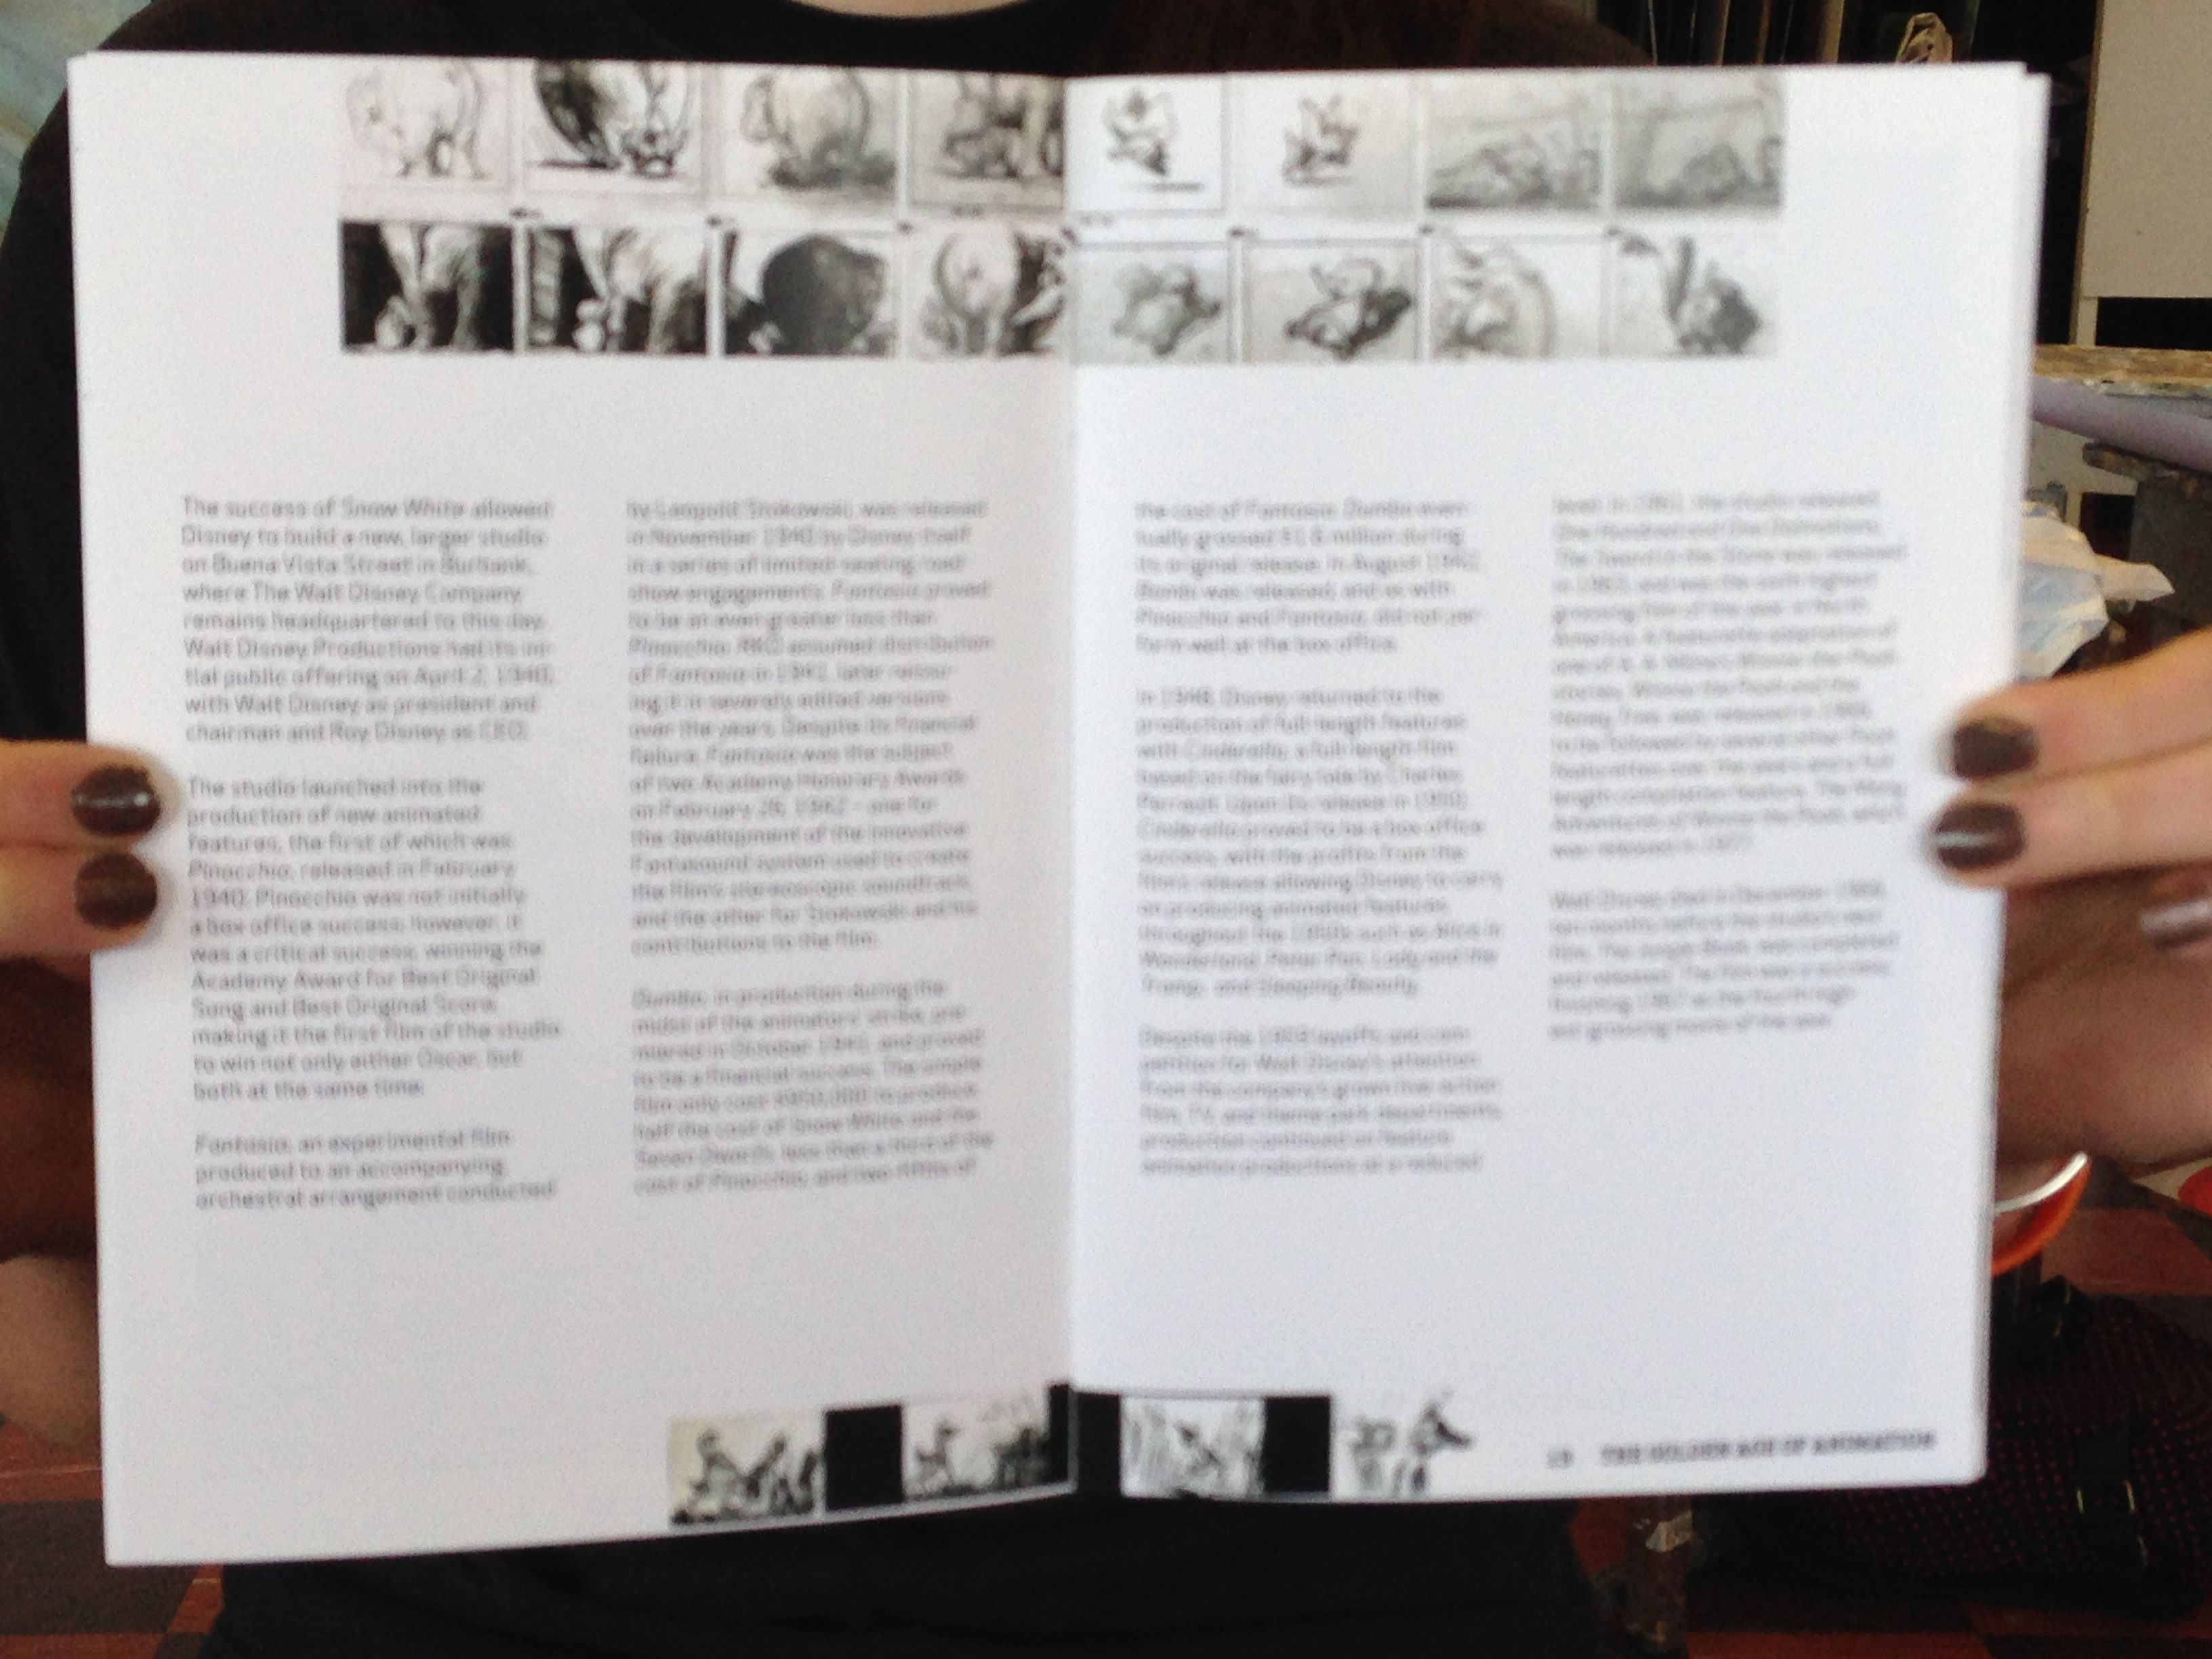 The success of Snow White allowed
Disney to build a new, larger studio
on Buena Vista Street in Burbank,
where The Walt Disney Company
remains headquartered to this day.
Walt Disney Productions had its ini-
tial public offering on April 2, 1940,
with Walt Disney as president and
chairman and Roy Disney as CEO.
The studio launched into the
production of new animated
features, the first of which was
Pinocchio, released in February
1940. Pinocchio was not initially
a box office success; however, it
was a critical success, winning the
Academy Award for Best Original
Song and Best Original Score,
making it the first film of the studio
to win not only either Oscar, but
both at the same time.
Fantasia, an experimental film
produced to an accompanying
orchestral arrangement conducted
by Leopold Stokowski, was released
in November 1940 by Disney itself
in a series of limited-seating road-
show engagements. Fantasia proved
to be an even greater loss than
Pinocchio. RKO assumed distribution
of Fantasia in 1941, later reissu-
ing it in severely edited versions
over the years. Despite its financial
failure, Fantasia was the subject
of two Academy Honorary Awards
on February 26, 1942 – one for
the development of the innovative
Fantasound system used to create
the film's stereoscopic soundtrack,
and the other for Stokowski and his
contributions to the film.
Dumbo, in production during the
midst of the animators' strike, pre-
miered in October 1941, and proved
to be a financial success. The simple
film only cost $950,000 to produce,
half the cost of Snow White and the
Seven Dwarfs, less than a third of the
cost of Pinocchio, and two-fifths of
the cost of Fantasia. Dumbo even-
tually grossed $1.6 million during
its original release. In August 1942,
Bambi was released, and as with
Pinocchio and Fantasia, did not per-
form well at the box office.
In 1948, Disney returned to the
production of full-length features
with Cinderella, a full-length film
based on the fairy tale by Charles
Perrault. Upon its release in 1950,
Cinderella proved to be a box office
success, with the profits from the
film's release allowing Disney to carry
on producing animated features
throughout the 1950s such as Alice in
Wonderland, Peter Pan, Lady and the
Tramp, and Sleeping Beauty.
Despite the 1959 layoffs and com-
petition for Walt Disney's attention
from the company's grown live-action
film, TV, and theme park departments,
production continued on feature
animation productions at a reduced
level. In 1961, the studio released
One Hundred and One Dalmatians.
The Sword in the Stone was released
in 1963, and was the sixth highest
grossing film of the year in North
America. A featurette adaptation of
one of A. A. Milne's Winnie-the-Pooh
stories, Winnie the Pooh and the
Honey Tree, was released in 1966,
to be followed by several other Pooh
featurettes over the years and a full-
length compilation feature, The Many
Adventures of Winnie the Pooh, which
was released in 1977.
Walt Disney died in December 1966,
ten months before the studio's next
film, The Jungle Book, was completed
and released. The film was a success,
finishing 1967 as the fourth high-
est grossing movie of the year.
THE GOLDEN AGE OF ANIMATION